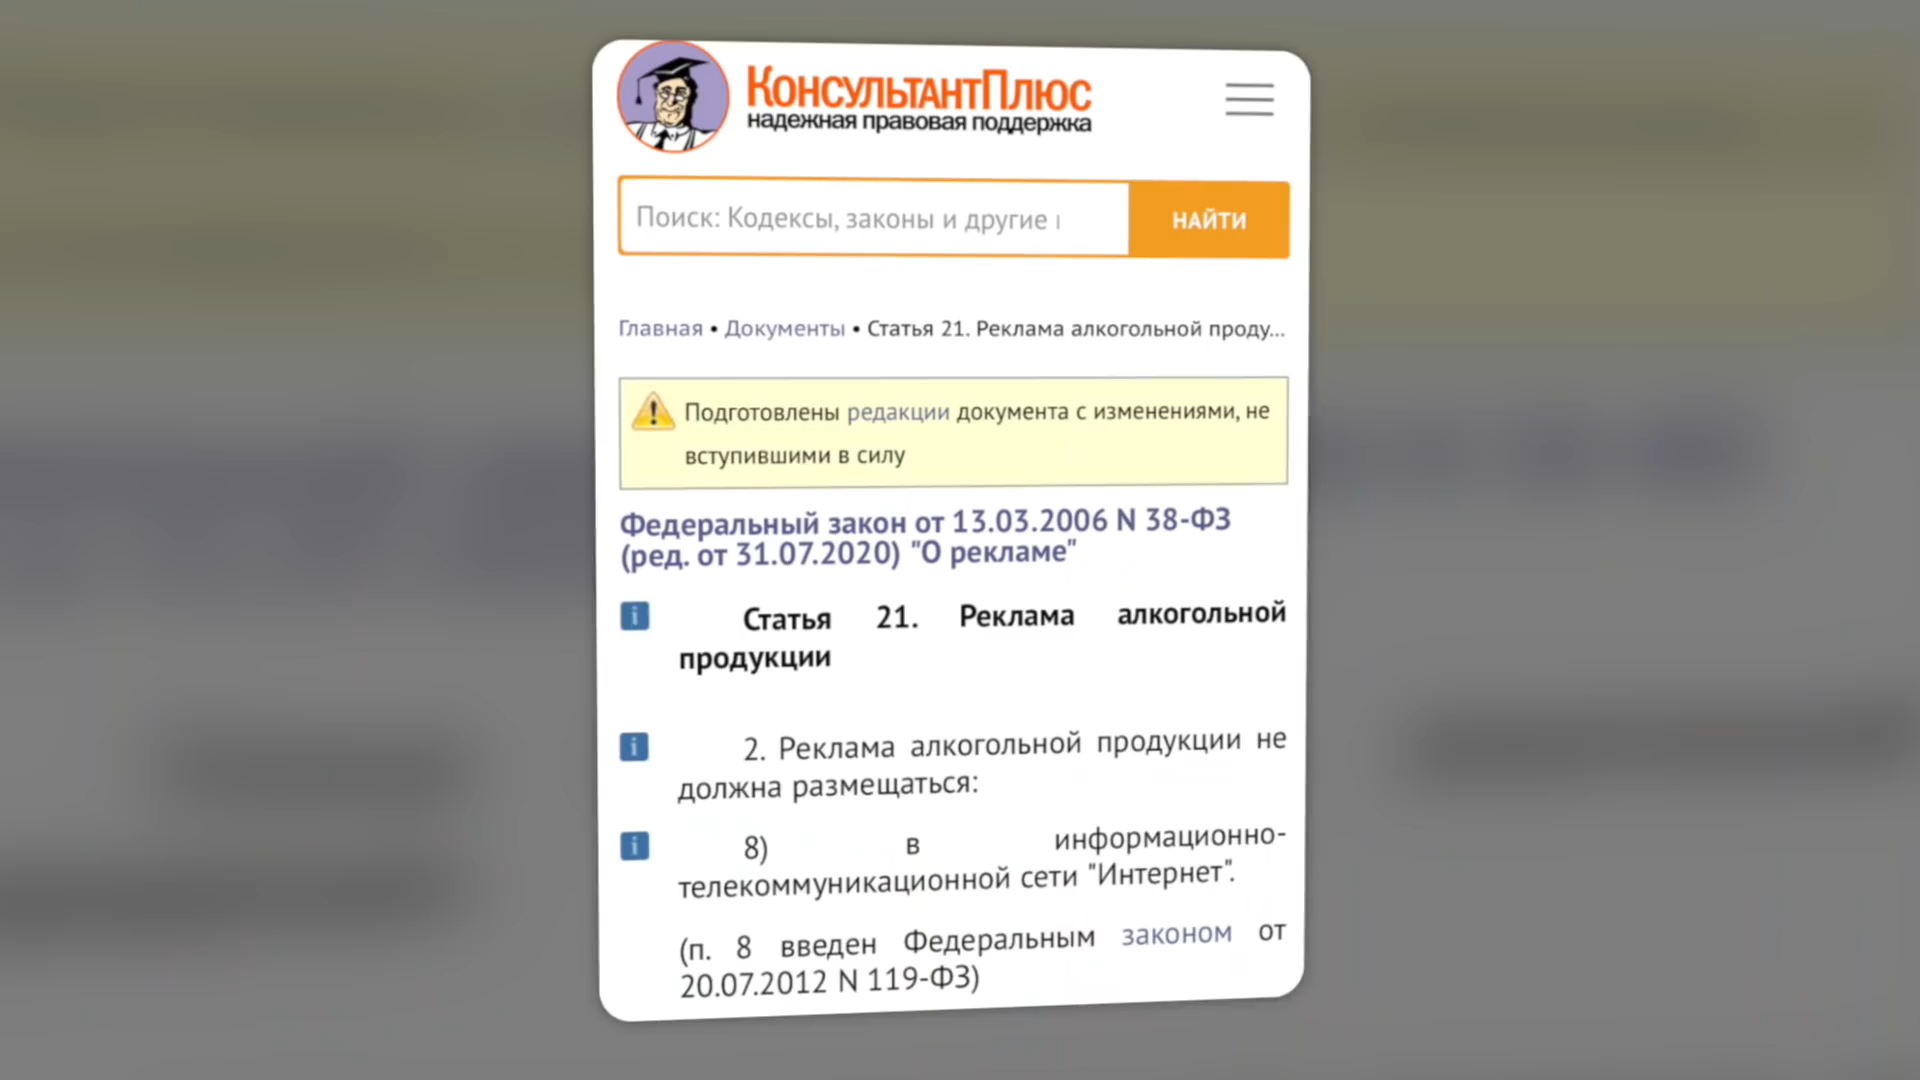 КонсультантПлюс
надежная правовая поддержка
Поиск: Кодексы, законы и другие
НАЙТИ
Главная • Документы • Статья 21. Реклама алкогольной проду...
Подготовлены редакции документа с изменениями, не
вступившими в силу
Федеральный закон от 13.03.2006 N 38-ФЗ
(ред. от 31.07.2020) "О рекламе"
Статья 21. Реклама алкогольной
продукции
2. Реклама алкогольной продукции не
должна размещаться:
8) в информационно-
телекоммуникационной сети "Интернет".
(п. 8 введен Федеральным законом от
20.07.2012 N 119-ФЗ)